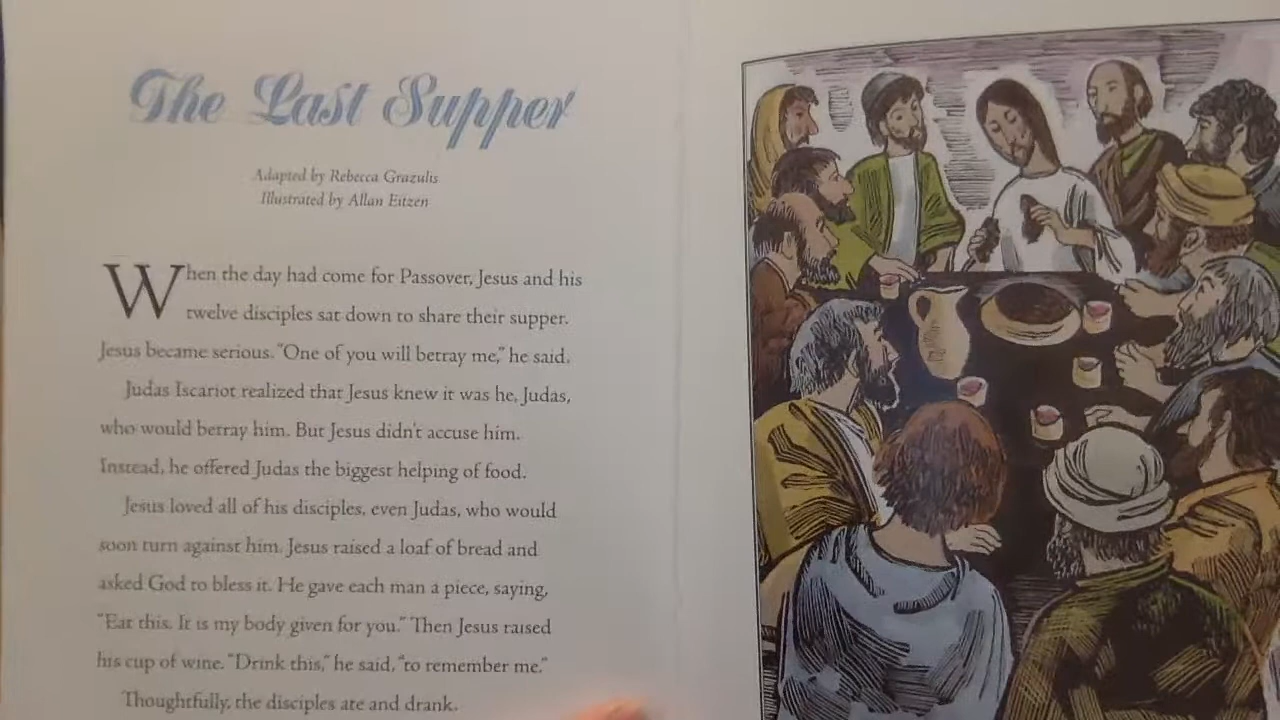 The Last Supper
Adapted by Rebecca Grazulis
Illustrated by Allan Eitzen
When the day had come for Passover, Jesus and his
twelve disciples sat down to share their supper.
Jesus became serious. "One of you will betray me," he said.
Judas Iscariot realized that Jesus knew it was he, Judas,
who would betray him. But Jesus didn't accuse him.
Instead, he offered Judas the biggest helping of food.
Jesus loved all of his disciples, even Judas, who would
soon turn against him. Jesus raised a loaf of bread and
asked God to bless it. He gave each man a piece, saying,
"Eat this. It is my body given for you." Then Jesus raised
his cup of wine. "Drink this," he said, "to remember me."
Thoughtfully, the disciples ate and drank.